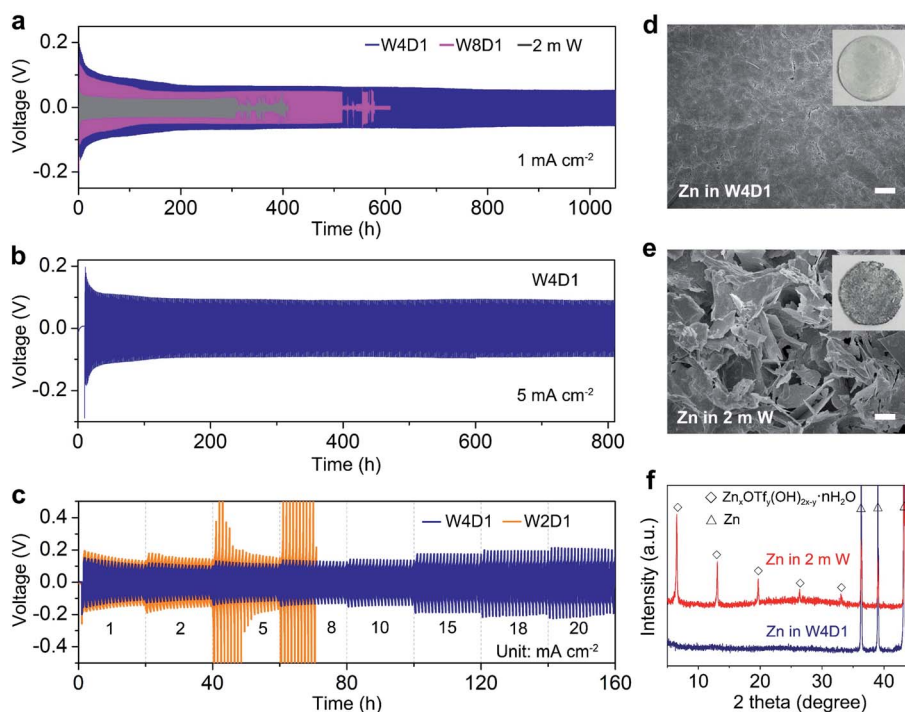 a
W4D1 W8D1 2 m W
Voltage (V)
0.2
0.0
-0.2
1 mA cm⁻²
0 200 400 600 800 1000
Time (h)
b
W4D1
Voltage (V)
0.2
0.0
-0.2
5 mA cm⁻²
0 200 400 600 800
Time (h)
c
W4D1 W2D1
Voltage (V)
0.4
0.2
0.0
-0.2
-0.4
1 2 5 8 10 15 18 20
Unit: mA cm⁻²
0 20 40 60 80 100 120 140 160
Time (h)
d
Zn in W4D1
e
Zn in 2 m W
f
ZnₓOTfᵧ(OH)₂ₓ₋ᵧ·nH₂O
Zn
Zn in 2 m W
Zn in W4D1
Intensity (a.u.)
10 20 30 40
2 theta (degree)